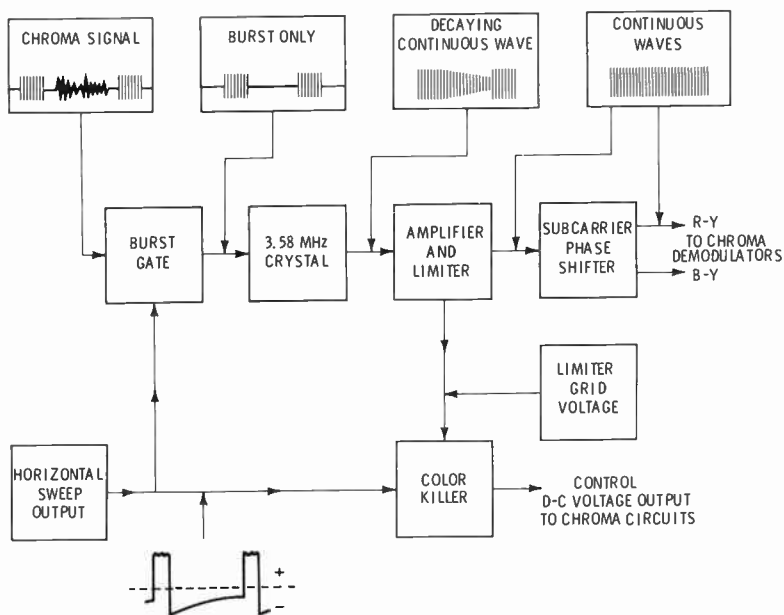 CHROMA SIGNAL
BURST ONLY
DECAYING
CONTINUOUS WAVE
CONTINUOUS
WAVES
BURST
GATE
3.58 MHz
CRYSTAL
AMPLIFIER
AND
LIMITER
SUBCARRIER
PHASE
SHIFTER
R-Y
TO CHROMA
DEMODULATORS
B-Y
LIMITER
GRID
VOLTAGE
HORIZONTAL
SWEEP
OUTPUT
COLOR
KILLER
CONTROL
D-C VOLTAGE OUTPUT
TO CHROMA CIRCUITS
+
-